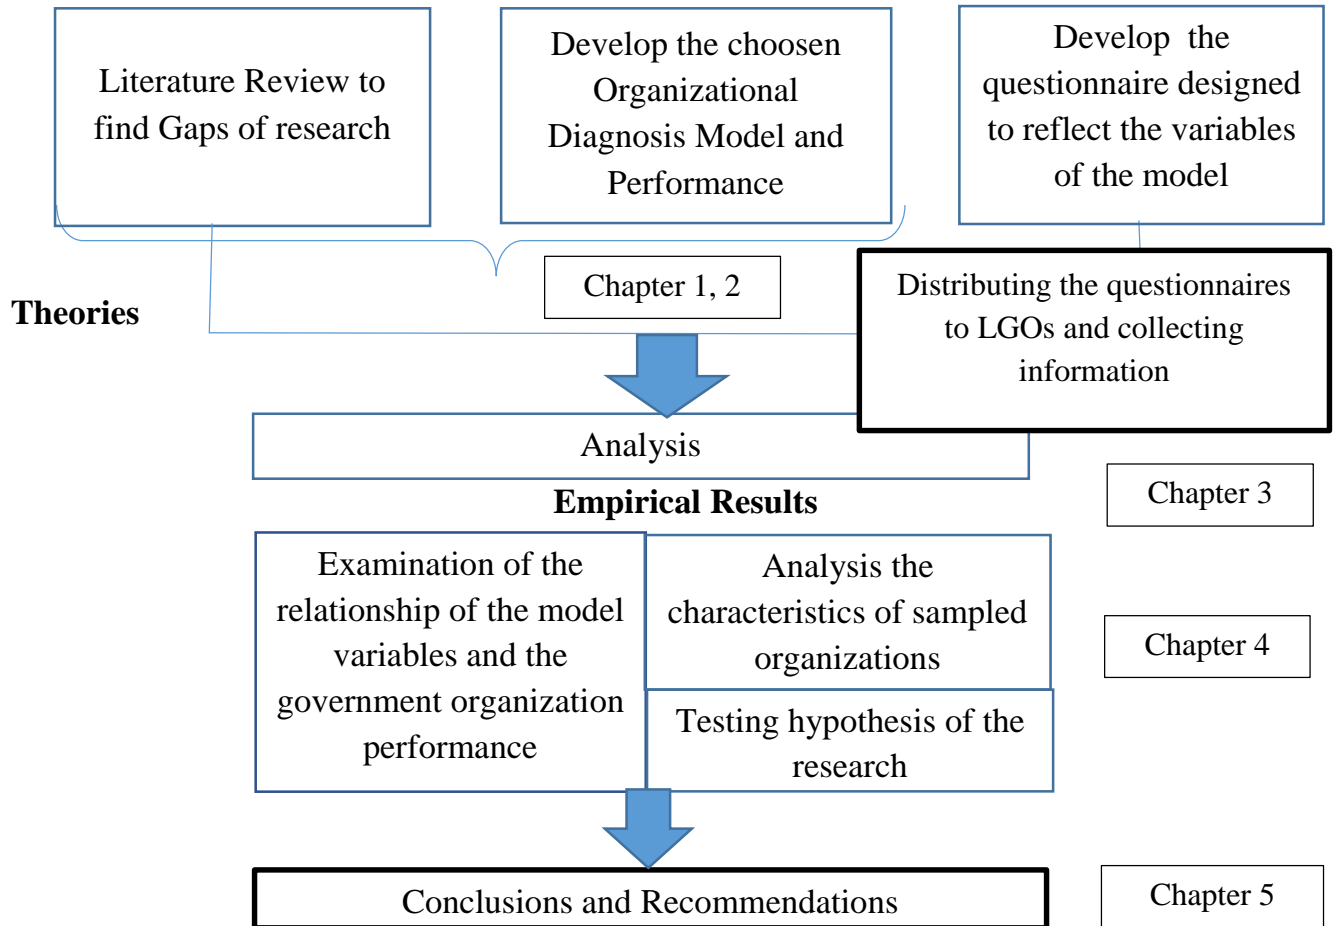 Literature Review to
find Gaps of research
Develop the choosen
Organizational
Diagnosis Model and
Performance
Develop the
questionnaire designed
to reflect the variables
of the model
Chapter 1, 2
Theories
Distributing the questionnaires
to LGOs and collecting
information
Analysis
Empirical Results
Chapter 3
Examination of the
relationship of the model
variables and the
government organization
performance
Analysis the
characteristics of sampled
organizations
Chapter 4
Testing hypothesis of the
research
Conclusions and Recommendations
Chapter 5